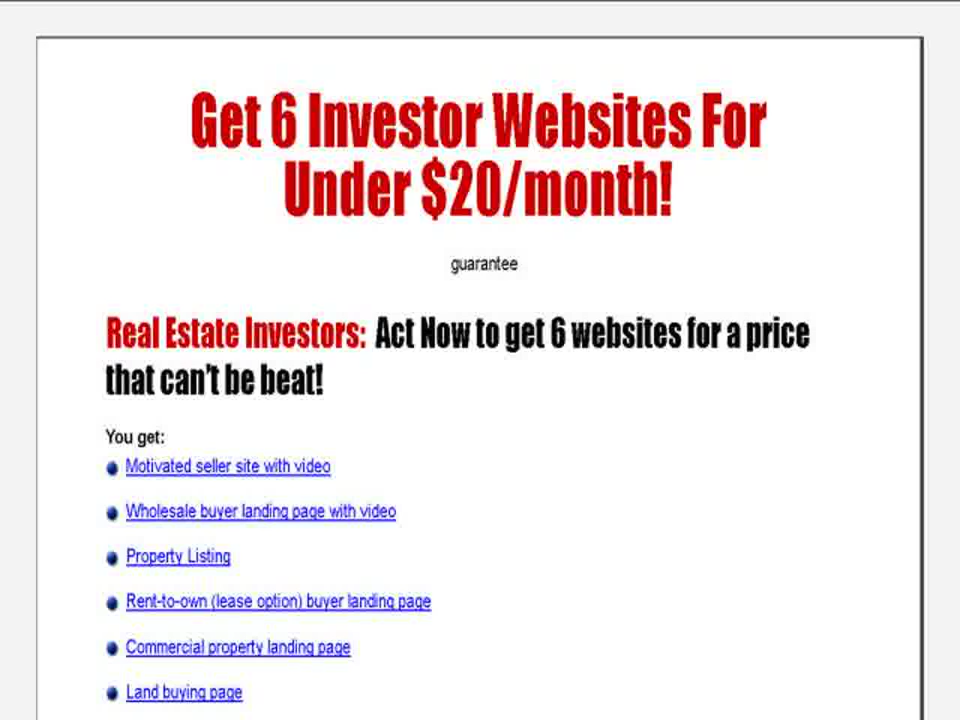 Get 6 Investor Websites For
Under $20/month!
guarantee
Real Estate Investors: Act Now to get 6 websites for a price
that can't be beat!
You get:
Motivated seller site with video
Wholesale buyer landing page with video
Property Listing
Rent-to-own (lease option) buyer landing page
Commercial property landing page
Land buying page